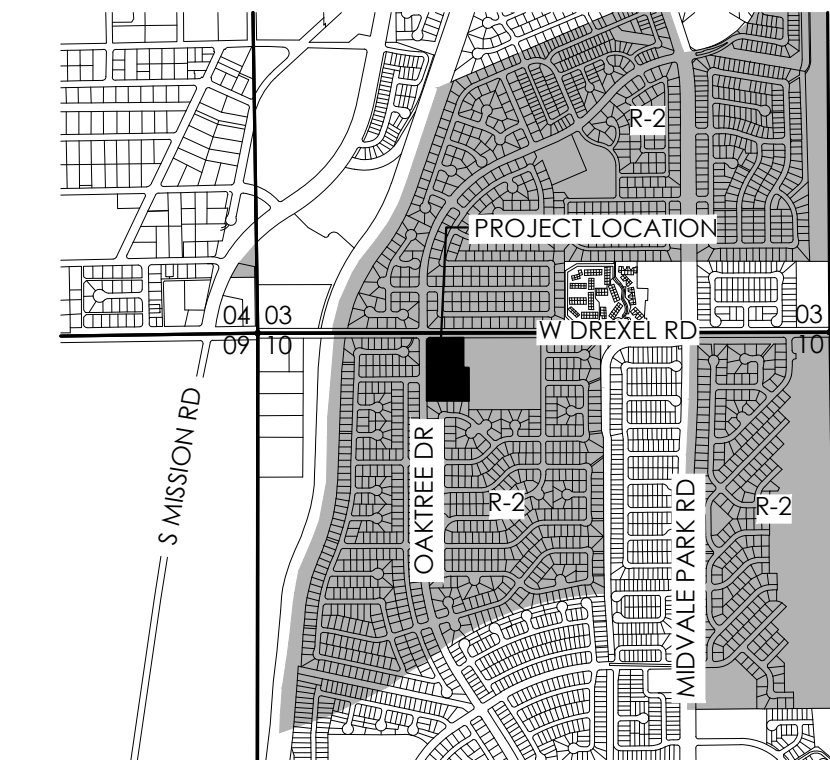 R-2
PROJECT LOCATION
04 03
03
W DREXEL RD
09 10
10
S MISSION RD
OAKTREE DR
R-2
MIDVALE PARK RD
R-2